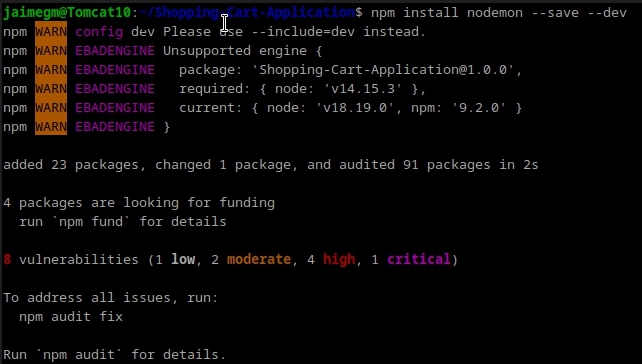 jaimegm@Tomcat10:~/Shopping-Cart-Application$ npm install nodemon --save --dev
npm WARN config dev Please use --include=dev instead.
npm WARN EBADENGINE Unsupported engine {
npm WARN EBADENGINE   package: 'Shopping-Cart-Application@1.0.0',
npm WARN EBADENGINE   required: { node: 'v14.15.3' },
npm WARN EBADENGINE   current: { node: 'v18.19.0', npm: '9.2.0' }
npm WARN EBADENGINE }
added 23 packages, changed 1 package, and audited 91 packages in 2s
4 packages are looking for funding
  run `npm fund` for details
8 vulnerabilities (1 low, 2 moderate, 4 high, 1 critical)
To address all issues, run:
  npm audit fix
Run `npm audit` for details.